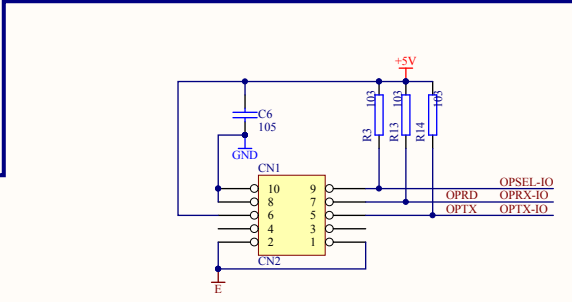 +5V
C6
105
GND
R3
103
R13
103
R14
103
CN1
10 9
8 7
6 5
4 3
2 1
CN2
OPSEL-IO
OPRD OPRX-IO
OPTX OPTX-IO
E